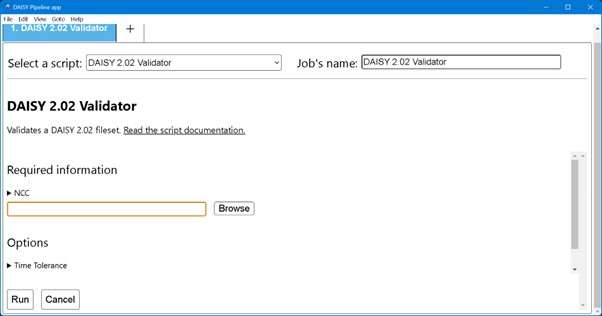 DAISY Pipeline app
File Edit View Goto Help
1. DAISY 2.02 Validator +
Select a script: DAISY 2.02 Validator Job's name: DAISY 2.02 Validator
DAISY 2.02 Validator
Validates a DAISY 2.02 fileset. Read the script documentation.
Required information
NCC
Browse
Options
Time Tolerance
Run Cancel